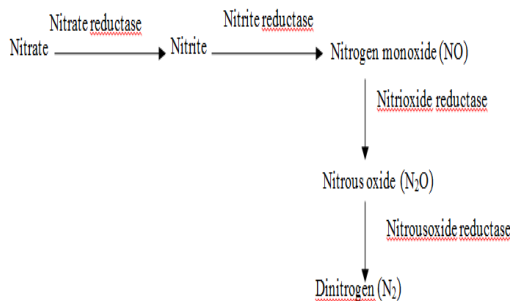 Nitrate reductase
Nitrite reductase
Nitrate
Nitrite
Nitrogen monoxide (NO)
Nitrioxide reductase
Nitrous oxide (N₂O)
Nitrousoxide reductase
Dinitrogen (N₂)